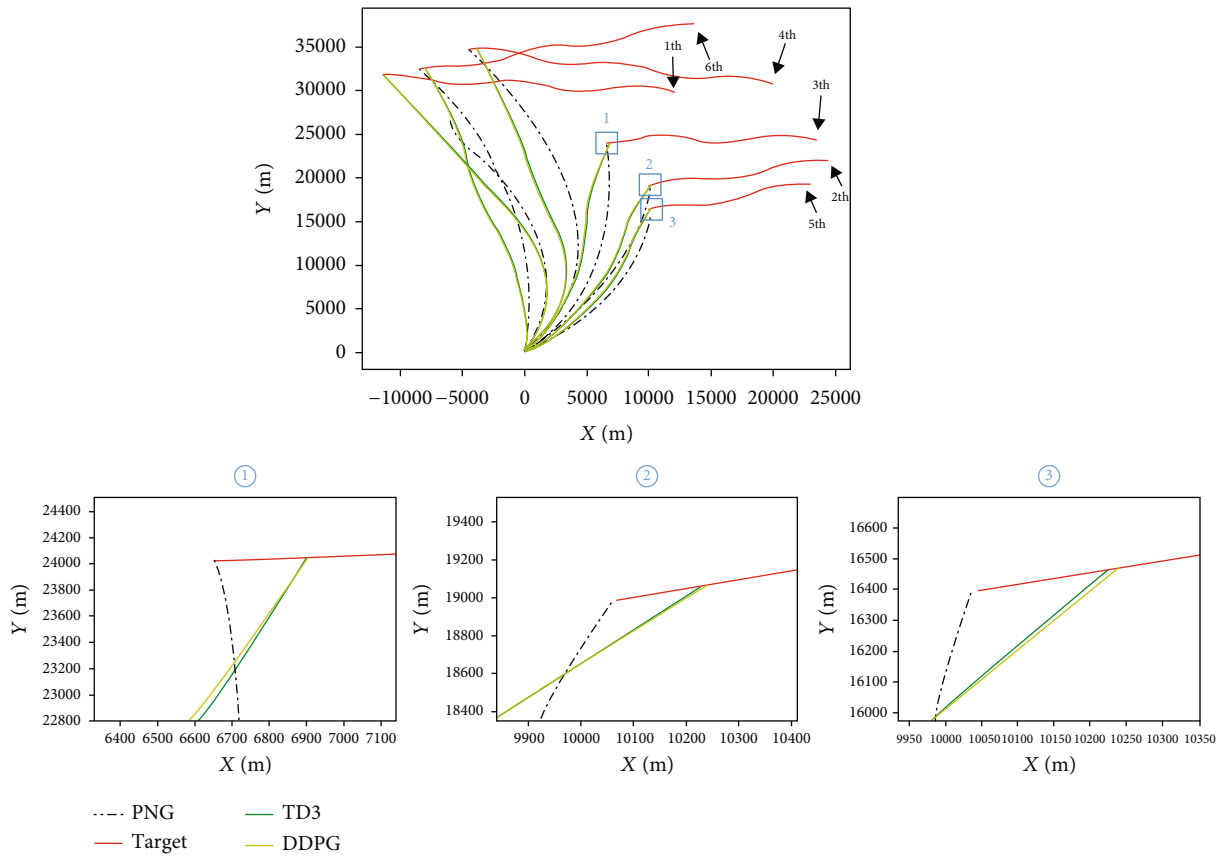 35000
30000
25000
20000
15000
10000
5000
0
Y (m)
1th
6th
4th
3th
2th
5th
1
2
3
−10000 −5000 0 5000 10000 15000 20000 25000
X (m)
1
24400
24200
24000
23800
23600
23400
23200
23000
22800
Y (m)
6400 6500 6600 6700 6800 6900 7000 7100
X (m)
2
19400
19200
19000
18800
18600
18400
Y (m)
9900 10000 10100 10200 10300 10400
X (m)
3
16600
16500
16400
16300
16200
16100
16000
Y (m)
9950 10000 10050 10100 10150 10200 10250 10300 10350
X (m)
PNG
Target
TD3
DDPG